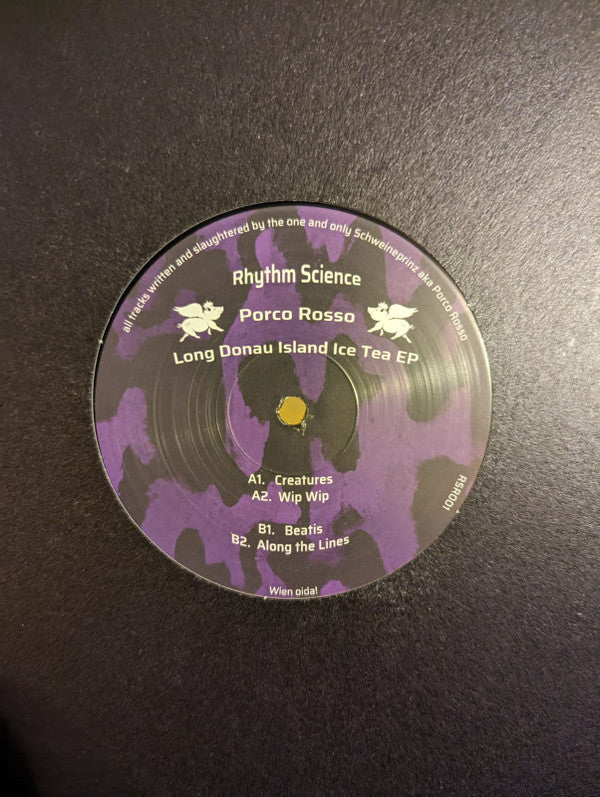 all tracks written and slaughtered by the one and only Schweineprinz aka Porco Rosso
Rhythm Science
Porco Rosso
Long Donau Island Ice Tea EP
A1. Creatures
A2. Wip Wip
RSR001
B1. Beatis
B2. Along the Lines
Wien oida!